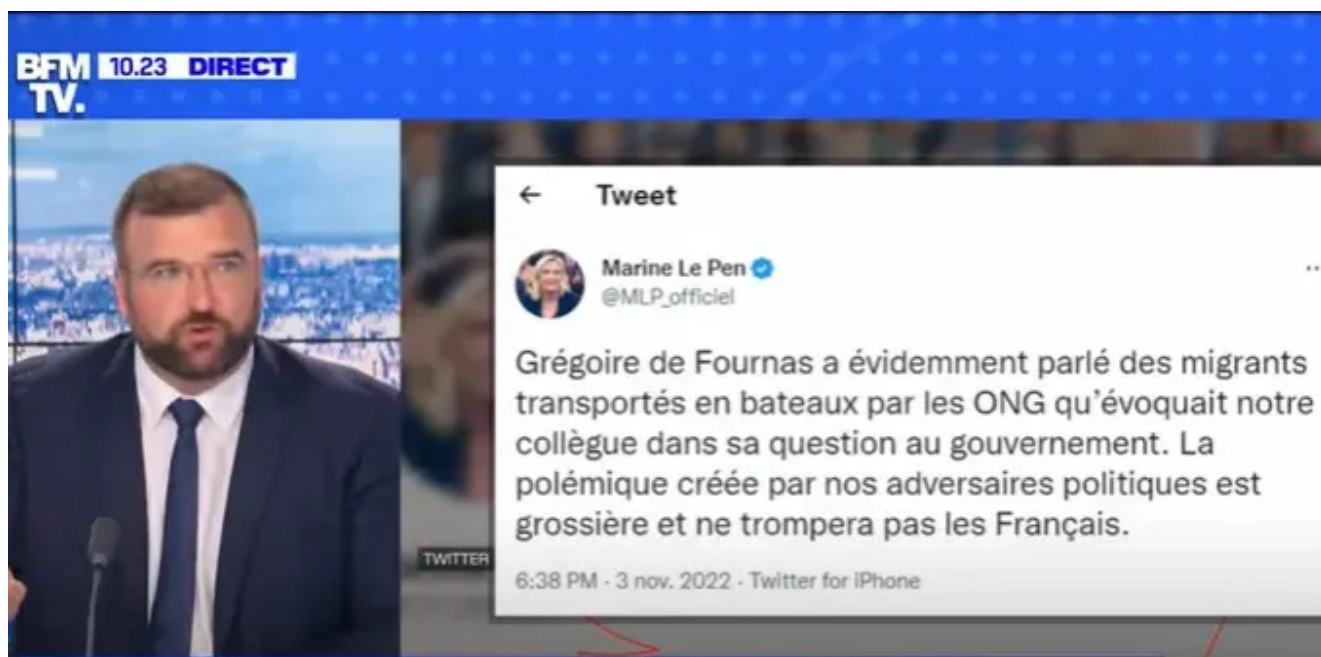 BFM
TV.
10.23 DIRECT
← Tweet
Marine Le Pen
@MLP_officiel
Grégoire de Fournas a évidemment parlé des migrants
transportés en bateaux par les ONG qu’évoquait notre
collègue dans sa question au gouvernement. La
polémique créée par nos adversaires politiques est
grossière et ne trompera pas les Français.
TWITTER
6:38 PM · 3 nov. 2022 · Twitter for iPhone